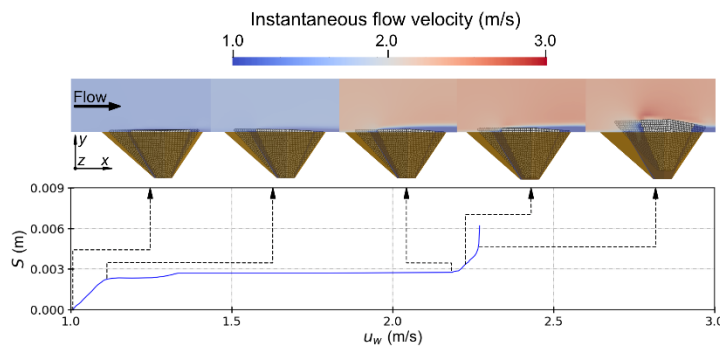 Instantaneous flow velocity (m/s)
1.0 2.0 3.0
Flow
y
z x
0.009
0.006
0.003
0.000
S (m)
1.0 1.5 2.0 2.5 3.0
u_w (m/s)